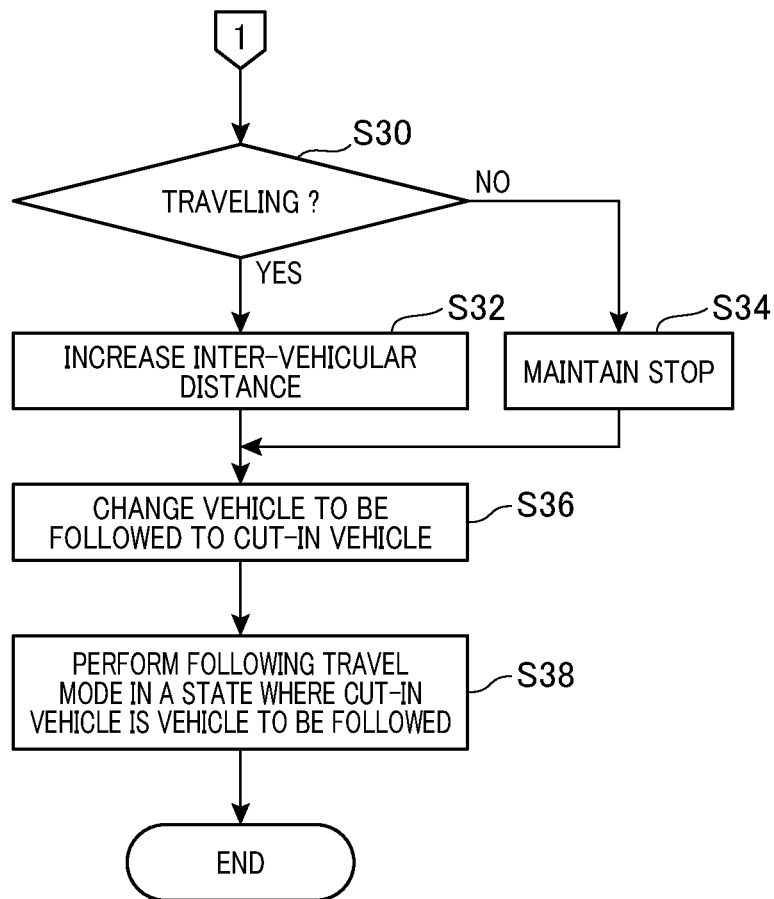 1
S30
TRAVELING ?
NO
YES
S32
S34
INCREASE INTER-VEHICULAR
DISTANCE
MAINTAIN STOP
CHANGE VEHICLE TO BE
FOLLOWED TO CUT-IN VEHICLE
S36
PERFORM FOLLOWING TRAVEL
MODE IN A STATE WHERE CUT-IN
VEHICLE IS VEHICLE TO BE FOLLOWED
S38
END